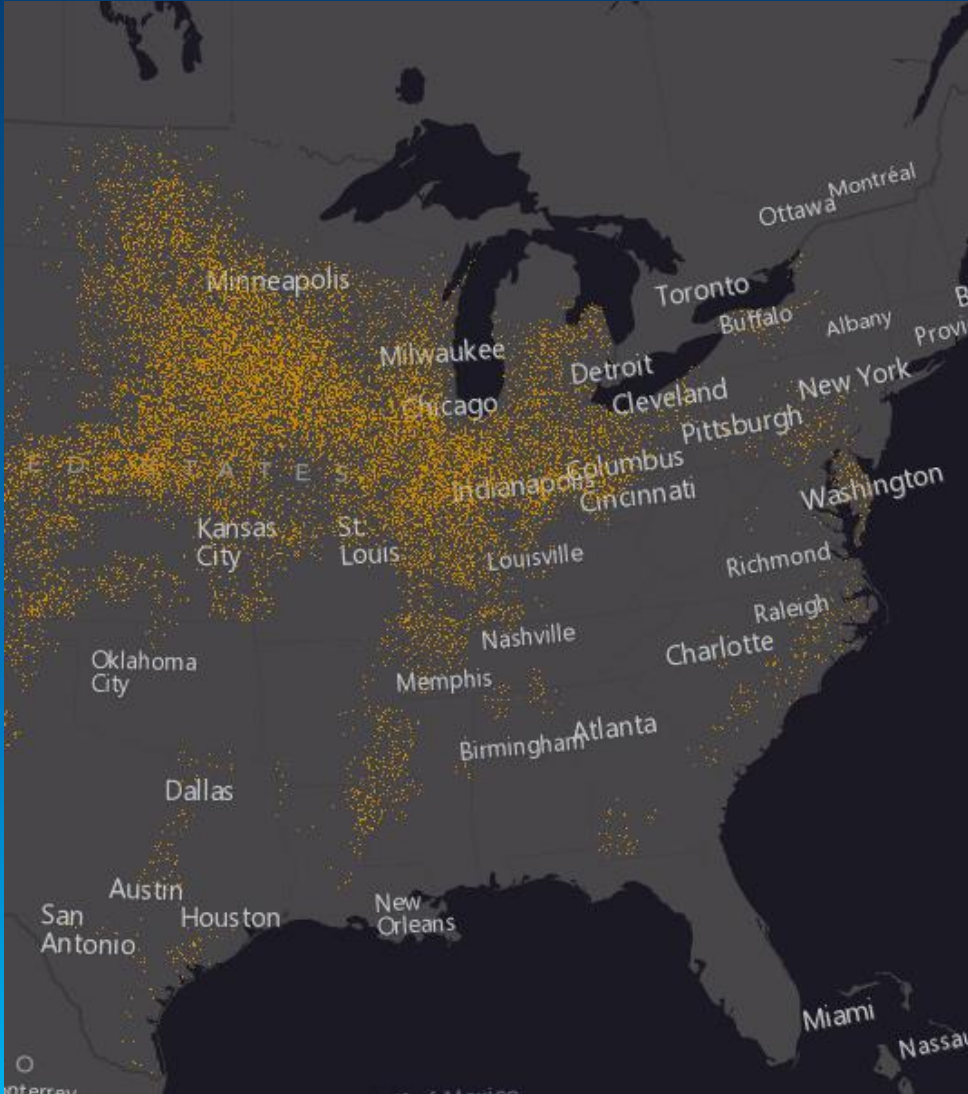 Montréal
Ottawa
Minneapolis
Toronto
Buffalo
Albany
Milwaukee
Detroit
New York
Chicago
Cleveland
Pittsburgh
E D S T A T E S
Columbus
Indianapolis
Cincinnati
Washington
Kansas
City
St.
Louis
Louisville
Richmond
Raleigh
Nashville
Charlotte
Oklahoma
City
Memphis
Atlanta
Birmingham
Dallas
Austin
San
Antonio
Houston
New
Orleans
Miami